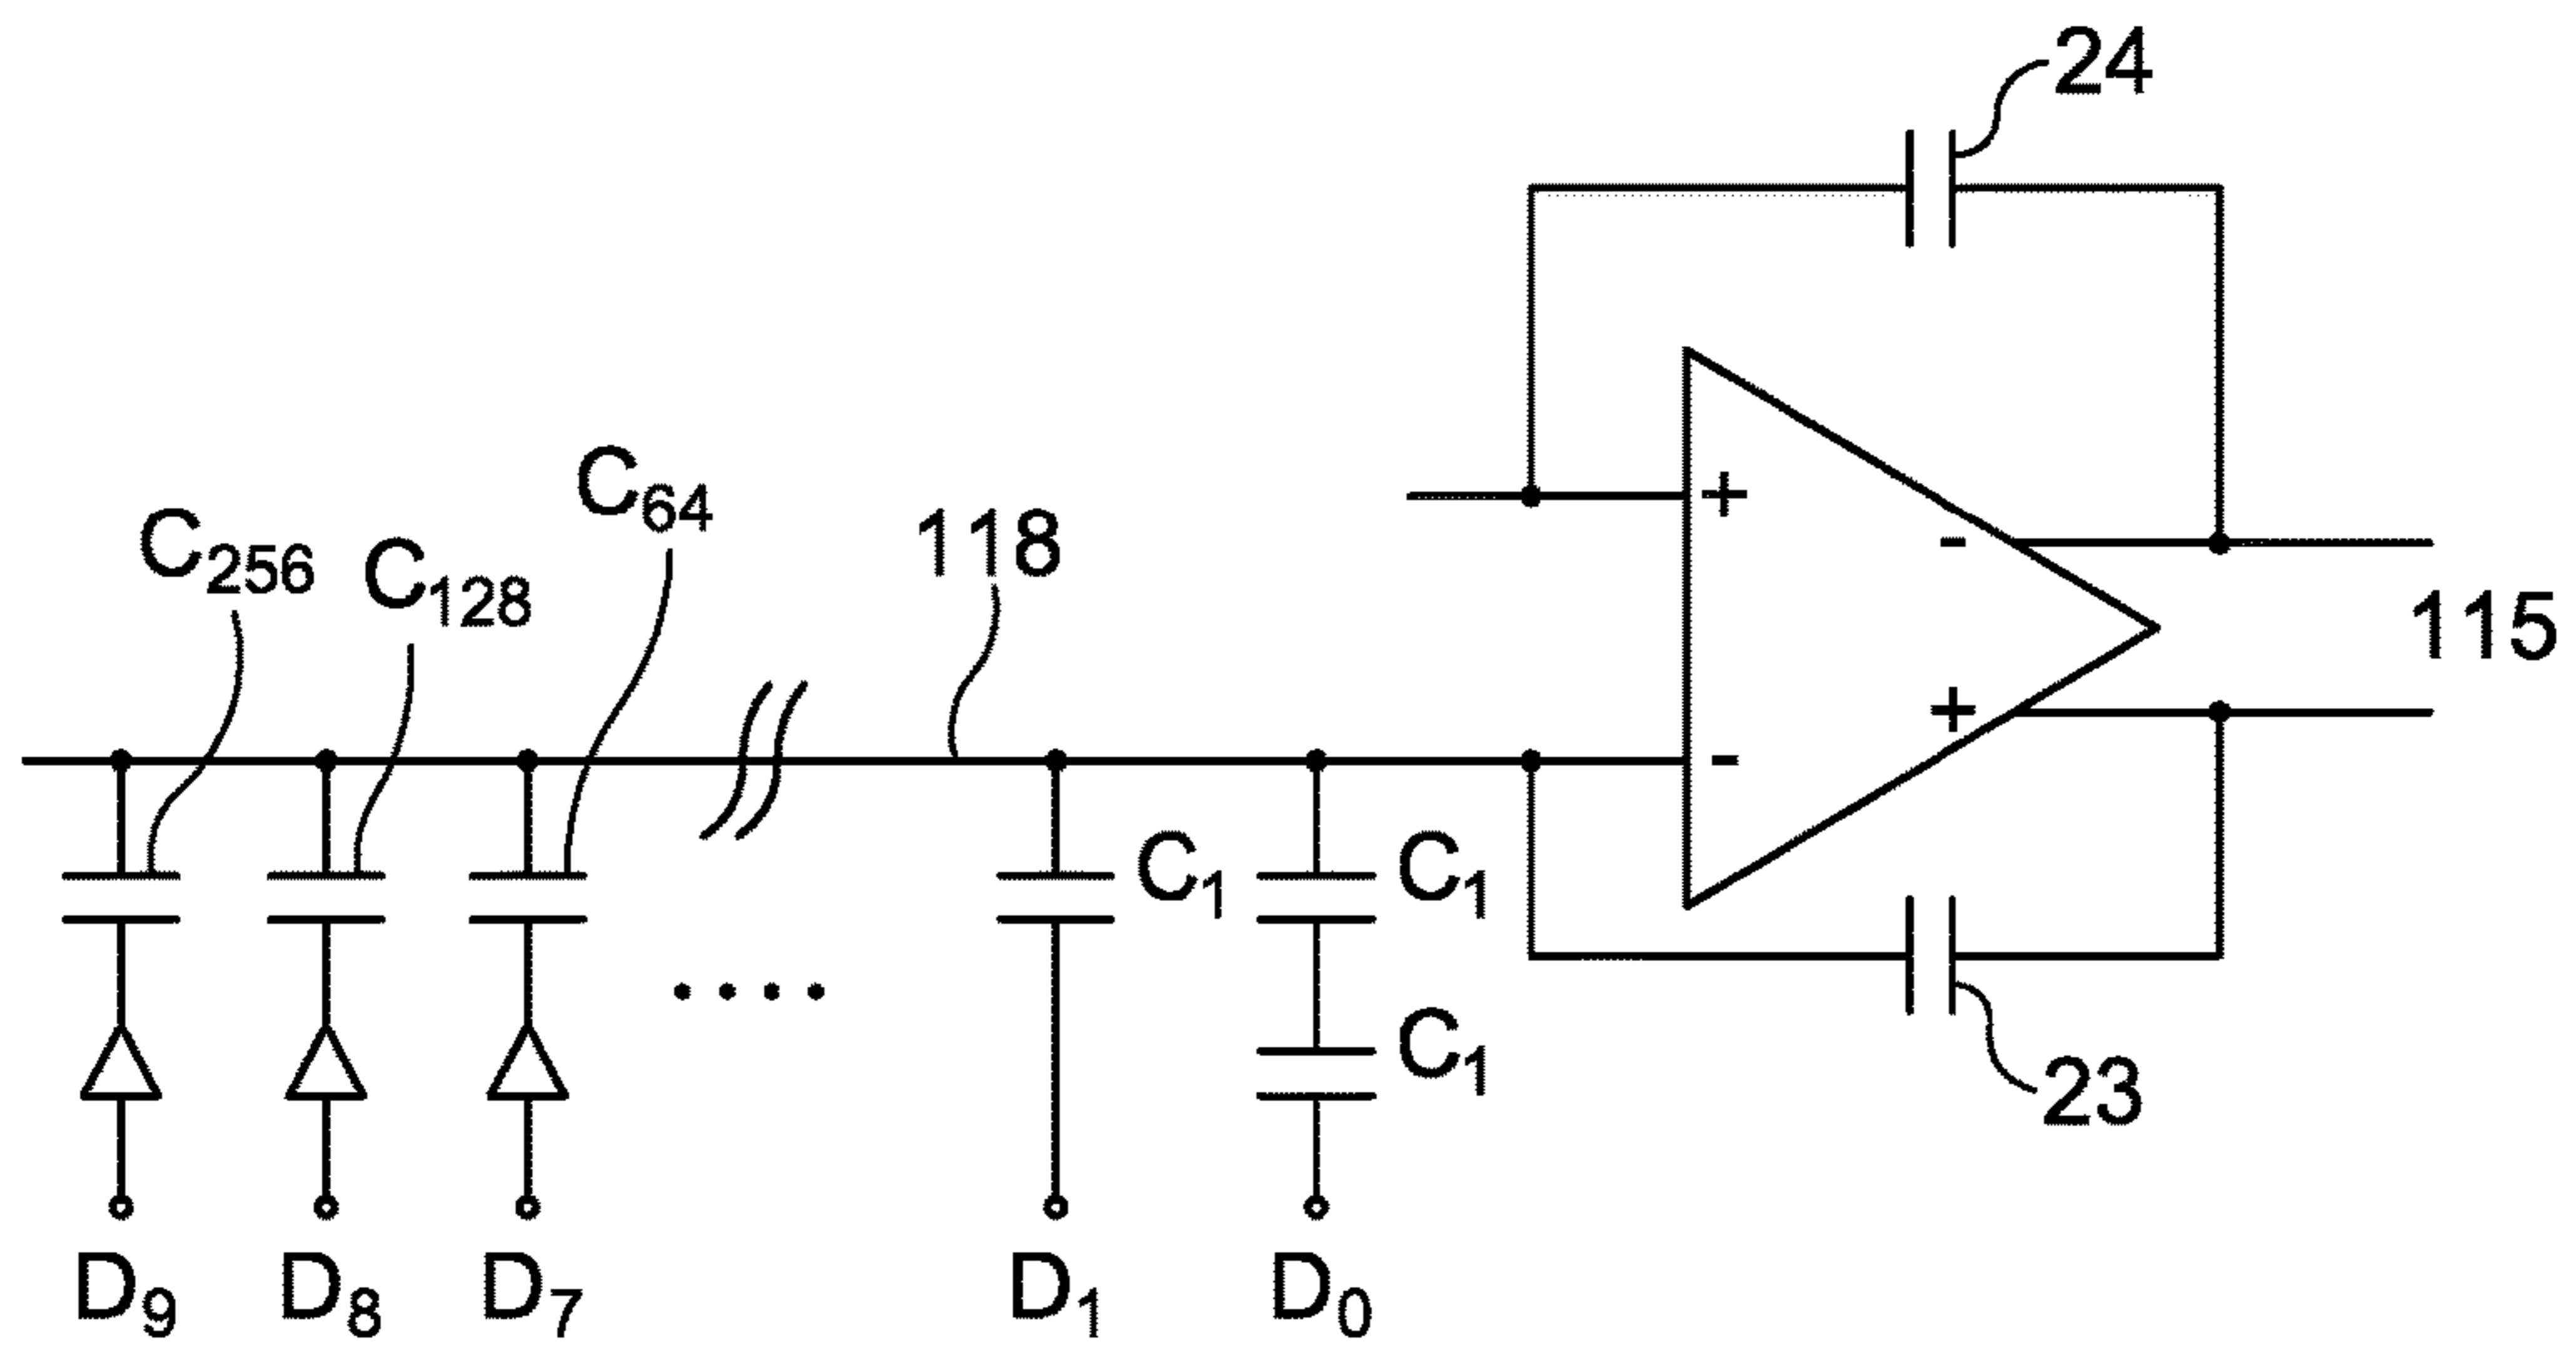 24
C₆₄
C₂₅₆
C₁₂₈
118
+
-
115
+
-
C₁
C₁
C₁
23
D₉ D₈ D₇ D₁ D₀